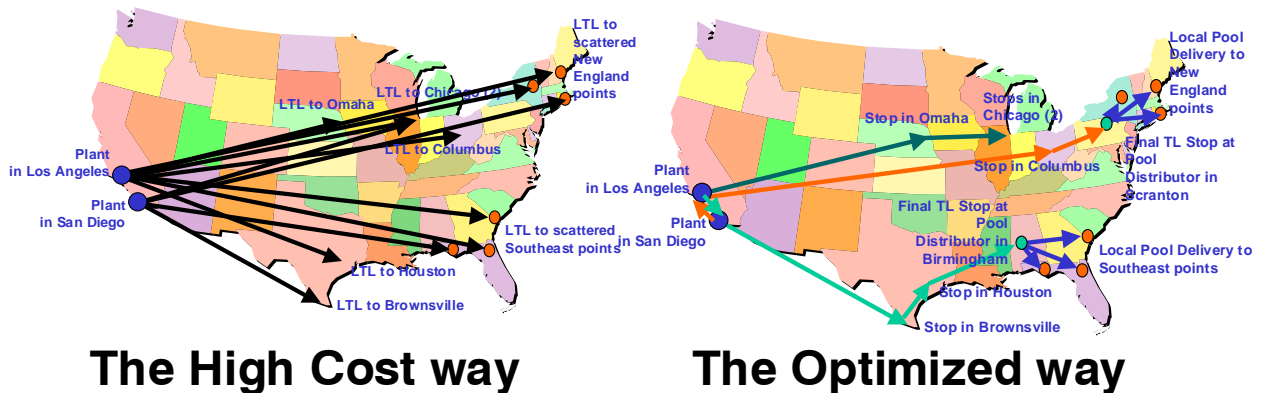 LTL to
scattered
New
England
points
LTL to Omaha
LTL to Chicago (2)
LTL to Columbus
Plant
in Los Angeles
Plant
in San Diego
LTL to scattered
Southeast points
LTL to Houston
LTL to Brownsville
The High Cost way
Local Pool
Delivery to
New
England
points
Stops in
Chicago (2)
Stop in Omaha
Stop in Columbus
Final TL Stop at
Pool
Distributor in
Scranton
Plant
in Los Angeles
Plant
in San Diego
Final TL Stop at
Pool
Distributor in
Birmingham
Local Pool Delivery to
Southeast points
Stop in Houston
Stop in Brownsville
The Optimized way